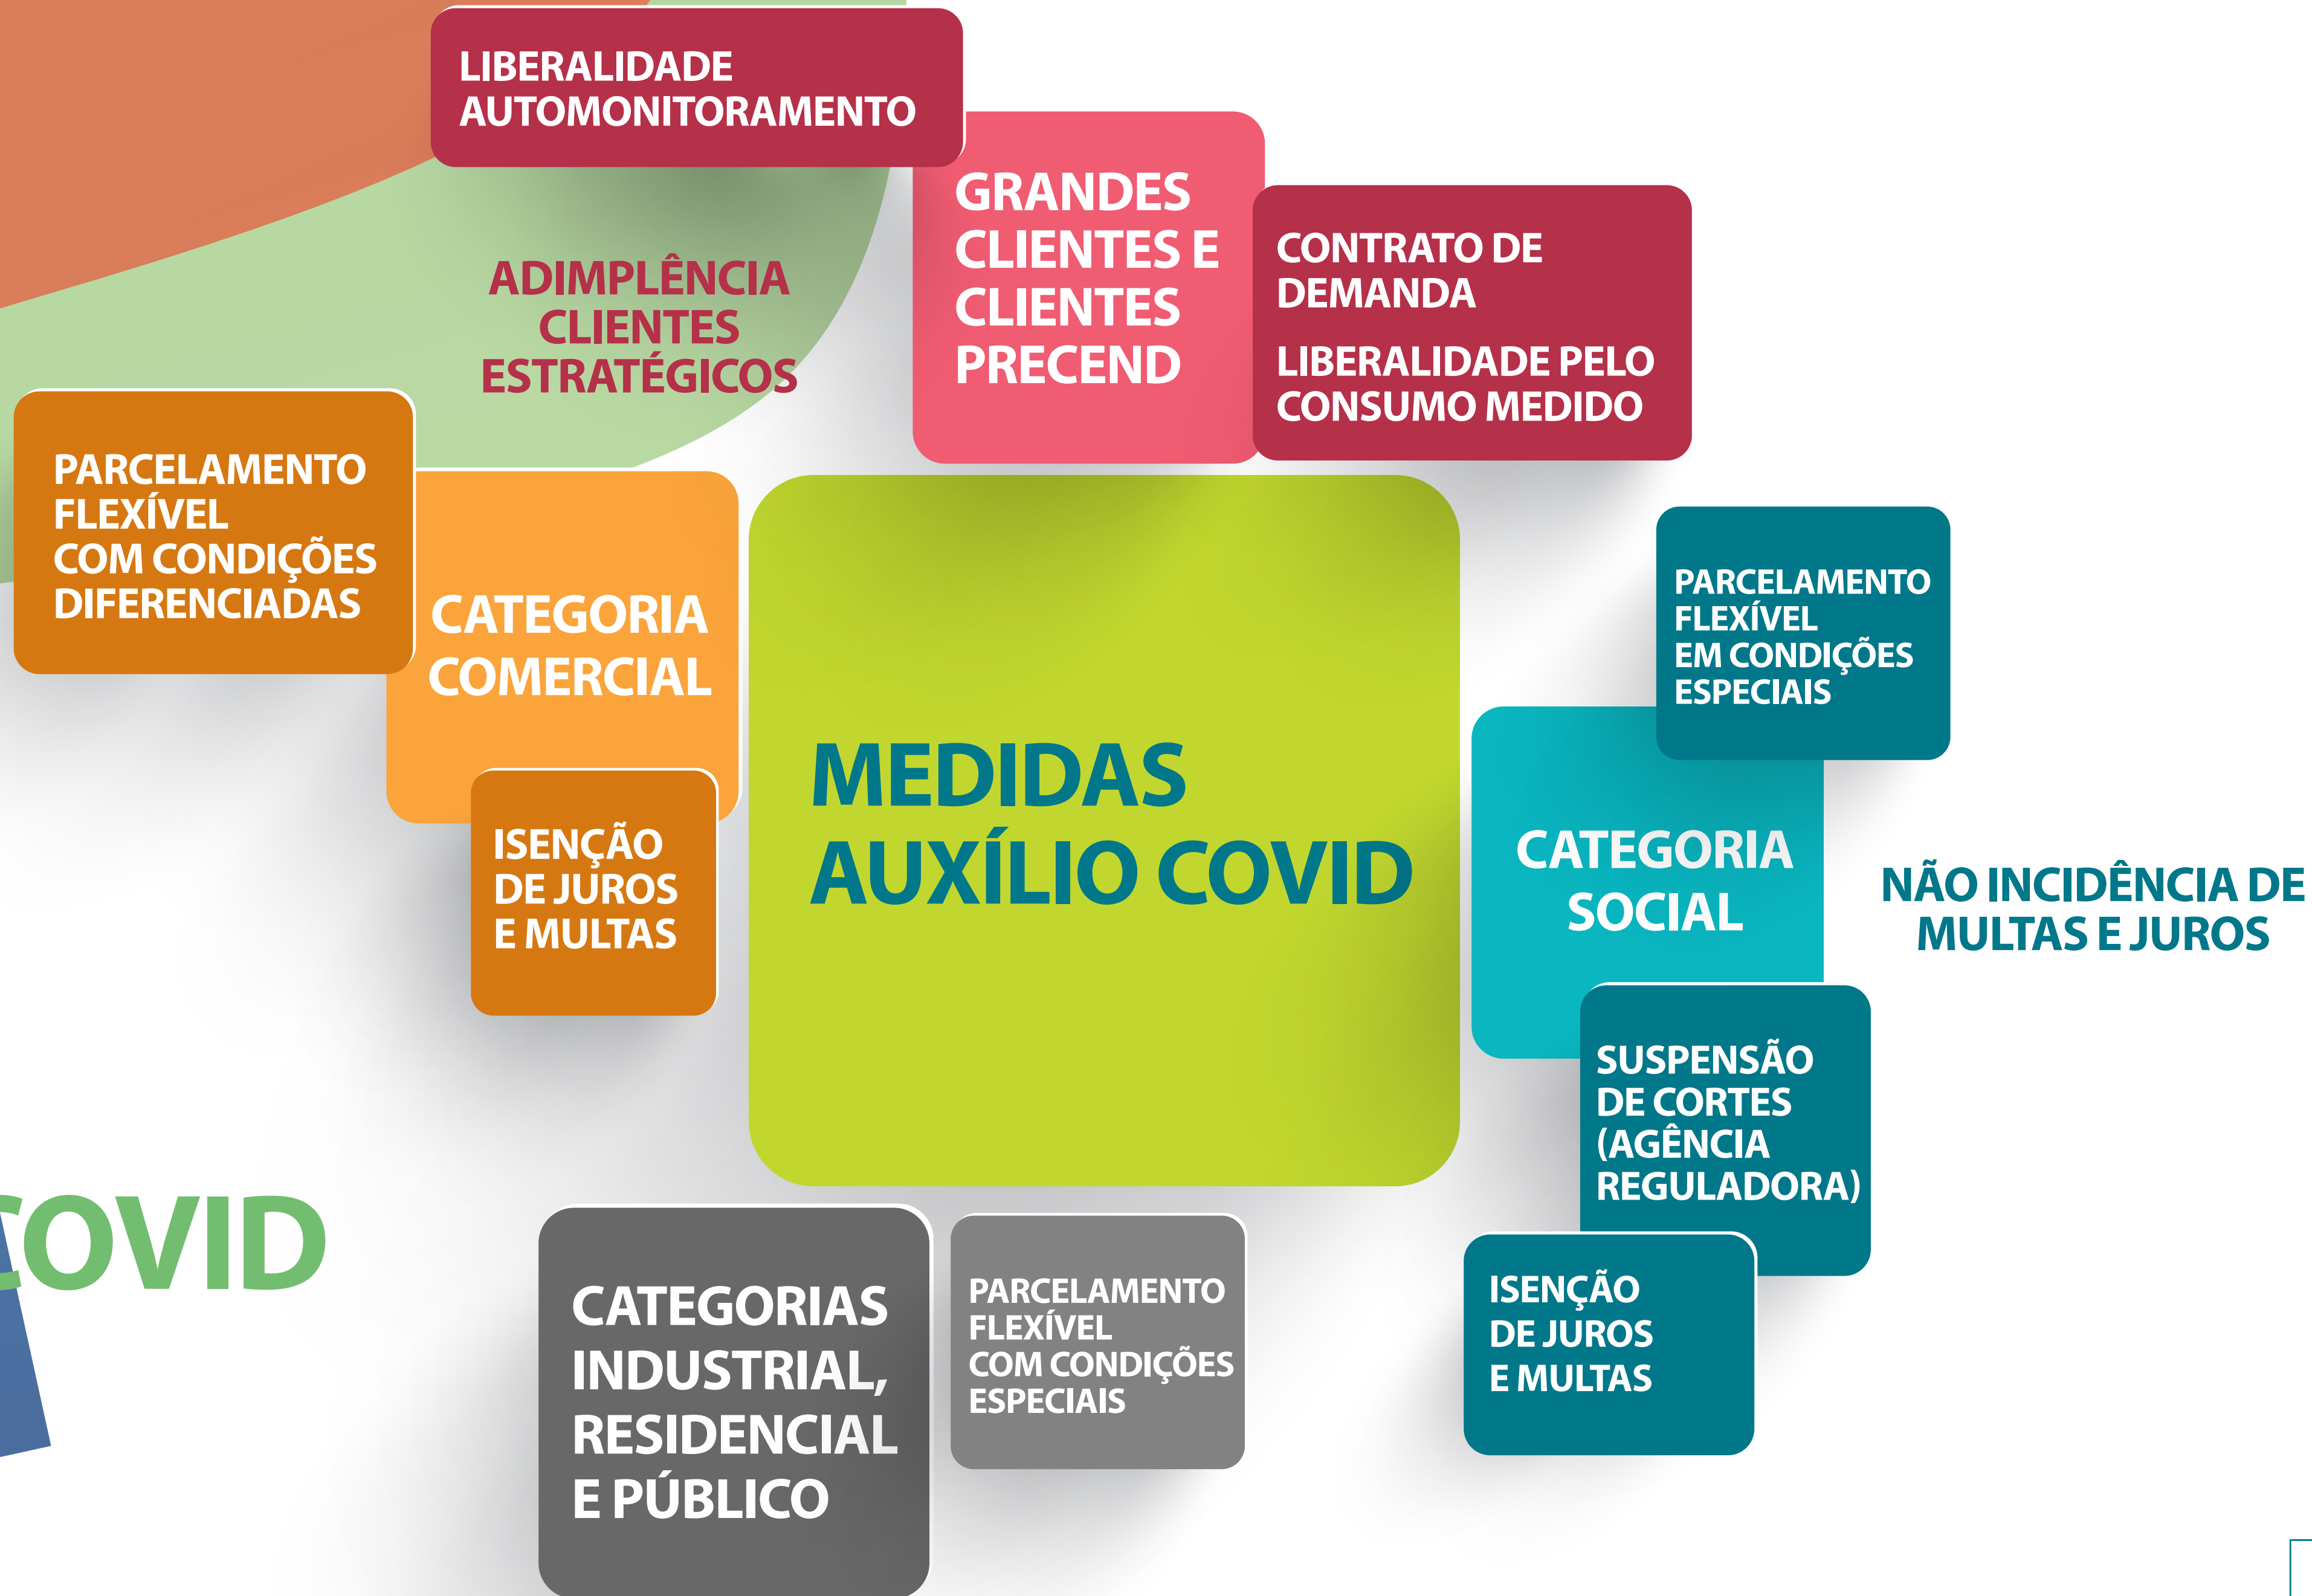 LIBERALIDADE
AUTOMONITORAMENTO
GRANDES
CLIENTES E
CLIENTES
PRECEND
CONTRATO DE
DEMANDA
LIBERALIDADE PELO
CONSUMO MEDIDO
ADIMPLÊNCIA
CLIENTES
ESTRATÉGICOS
PARCELAMENTO
FLEXÍVEL
COM CONDIÇÕES
DIFERENCIADAS
CATEGORIA
COMERCIAL
ISENÇÃO
DE JUROS
E MULTAS
MEDIDAS
AUXÍLIO COVID
PARCELAMENTO
FLEXÍVEL
EM CONDIÇÕES
ESPECIAIS
CATEGORIA
SOCIAL
NÃO INCIDÊNCIA DE
MULTAS E JUROS
SUSPENSÃO
DE CORTES
(AGÊNCIA
REGULADORA)
ISENÇÃO
DE JUROS
E MULTAS
COVID
CATEGORIAS
INDUSTRIAL,
RESIDENCIAL
E PÚBLICO
PARCELAMENTO
FLEXÍVEL
COM CONDIÇÕES
ESPECIAIS